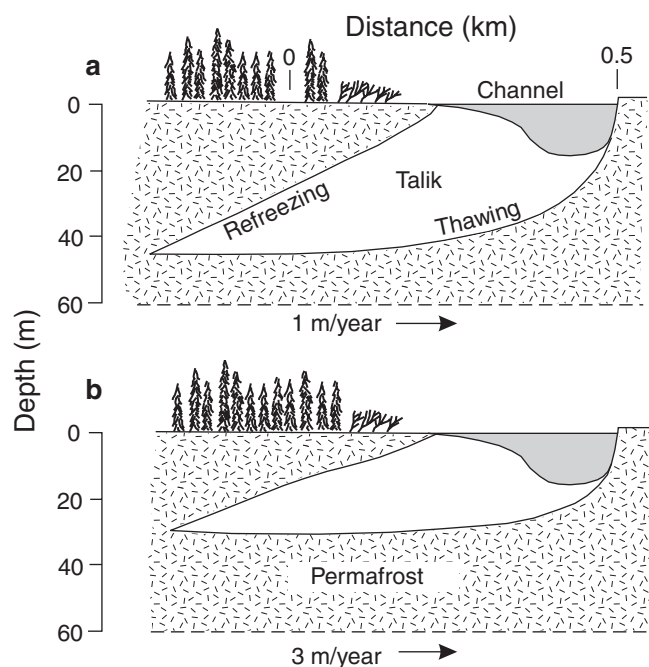 Distance (km)
0
0.5
a
Channel
0
20
40
60
Talik
Refreezing
Thawing
1 m/year
Depth (m)
b
0
20
40
60
Permafrost
3 m/year